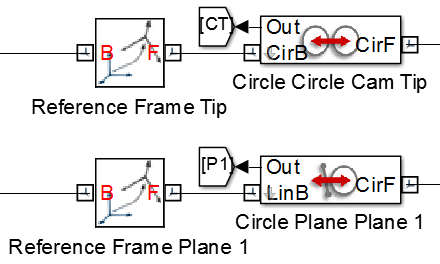 [CT]
Out
B F
CirB CirF
Reference Frame Tip
Circle Circle Cam Tip
[P1]
Out
B F
LinB CirF
Circle Plane Plane 1
Reference Frame Plane 1